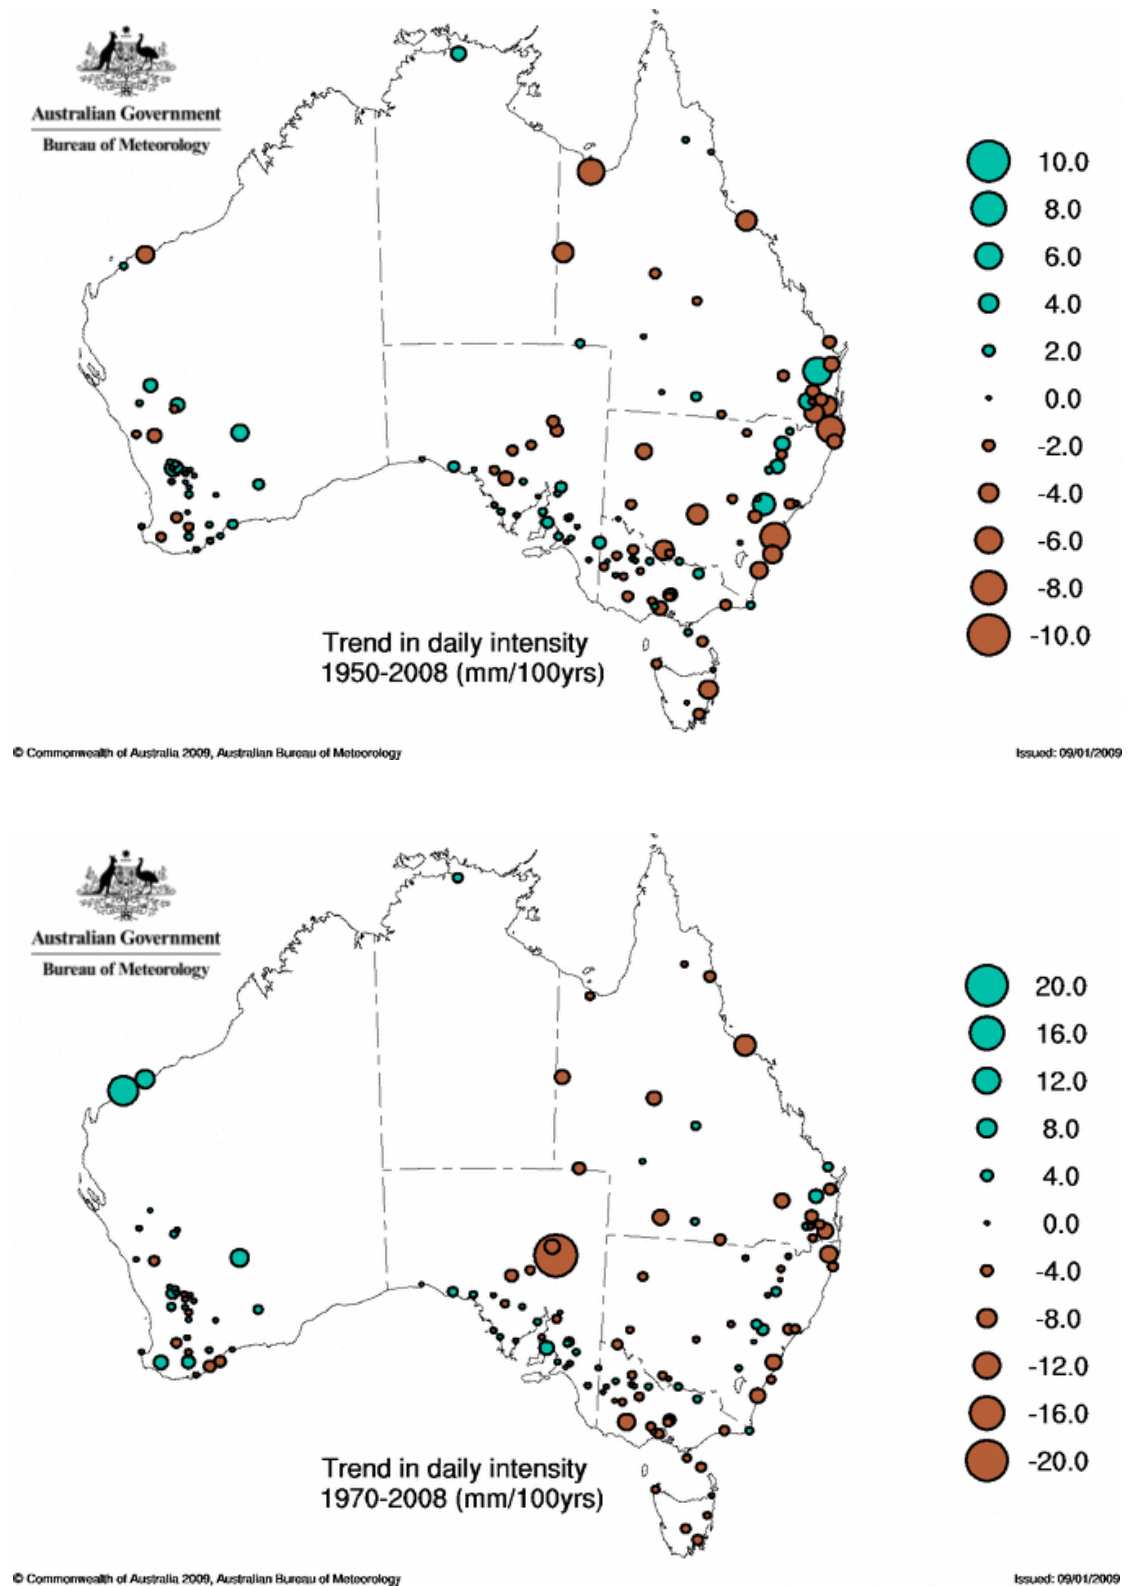 Australian Government
Bureau of Meteorology
10.0
8.0
6.0
4.0
2.0
0.0
-2.0
-4.0
-6.0
-8.0
-10.0
Trend in daily intensity
1950-2008 (mm/100yrs)
© Commonwealth of Australia 2009, Australian Bureau of Meteorology
Issued: 09/01/2009
Australian Government
Bureau of Meteorology
20.0
16.0
12.0
8.0
4.0
0.0
-4.0
-8.0
-12.0
-16.0
-20.0
Trend in daily intensity
1970-2008 (mm/100yrs)
© Commonwealth of Australia 2009, Australian Bureau of Meteorology
Issued: 09/01/2009